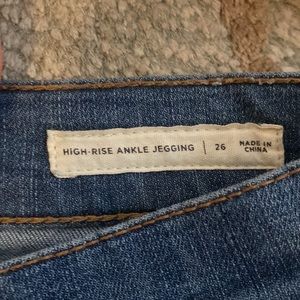 HIGH-RISE ANKLE JEGGING | 26 MADE IN
CHINA